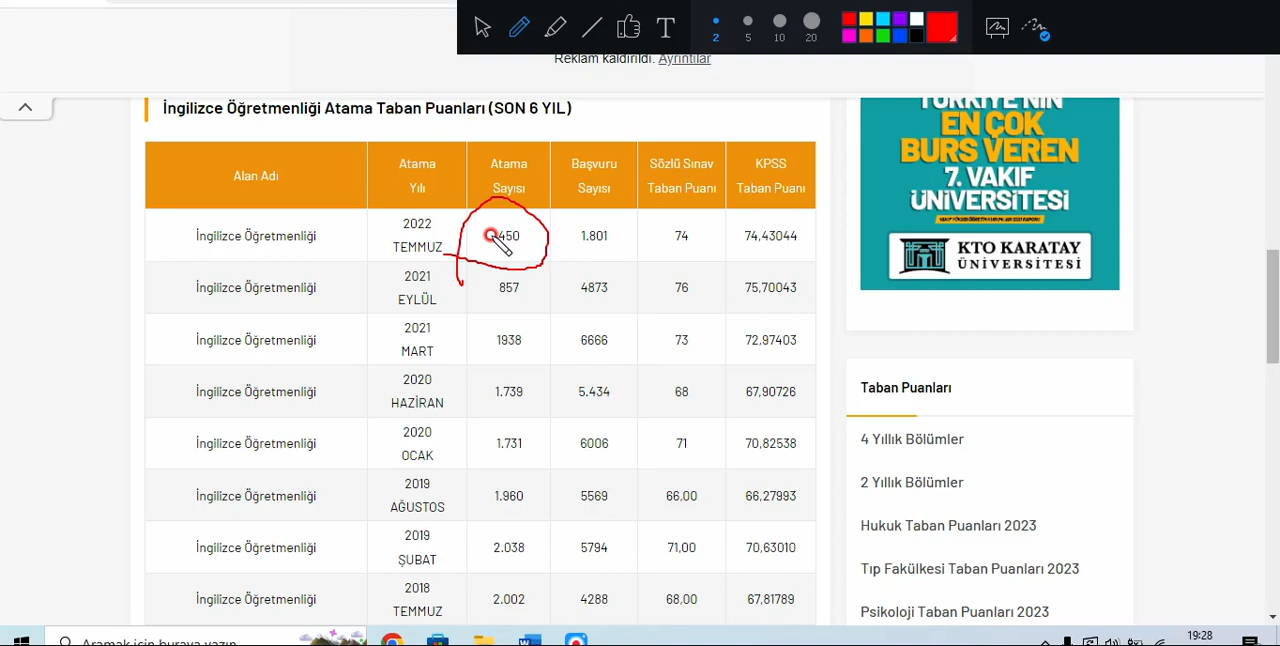 2 5 10 20
Reklam kaldırıldı. Ayrıntılar
İngilizce Öğretmenliği Atama Taban Puanları (SON 6 YIL)
Alan Adı Atama Yılı Atama Sayısı Başvuru Sayısı Sözlü Sınav Taban Puanı KPSS Taban Puanı
İngilizce Öğretmenliği 2022 TEMMUZ 450 1.801 74 74,43044
İngilizce Öğretmenliği 2021 EYLÜL 857 4873 76 75,70043
İngilizce Öğretmenliği 2021 MART 1938 6666 73 72,97403
İngilizce Öğretmenliği 2020 HAZİRAN 1.739 5.434 68 67,90726
İngilizce Öğretmenliği 2020 OCAK 1.731 6006 71 70,82538
İngilizce Öğretmenliği 2019 AĞUSTOS 1.960 5569 66,00 66,27993
İngilizce Öğretmenliği 2019 ŞUBAT 2.038 5794 71,00 70,63010
İngilizce Öğretmenliği 2018 TEMMUZ 2.002 4288 68,00 67,81789
TÜRKİYE'NİN
EN ÇOK
BURS VEREN
7. VAKIF
ÜNİVERSİTESİ
KTO KARATAY
ÜNİVERSİTESİ
Taban Puanları
4 Yıllık Bölümler
2 Yıllık Bölümler
Hukuk Taban Puanları 2023
Tıp Fakülkesi Taban Puanları 2023
Psikoloji Taban Puanları 2023
Aramak için buraya yazın
19:28